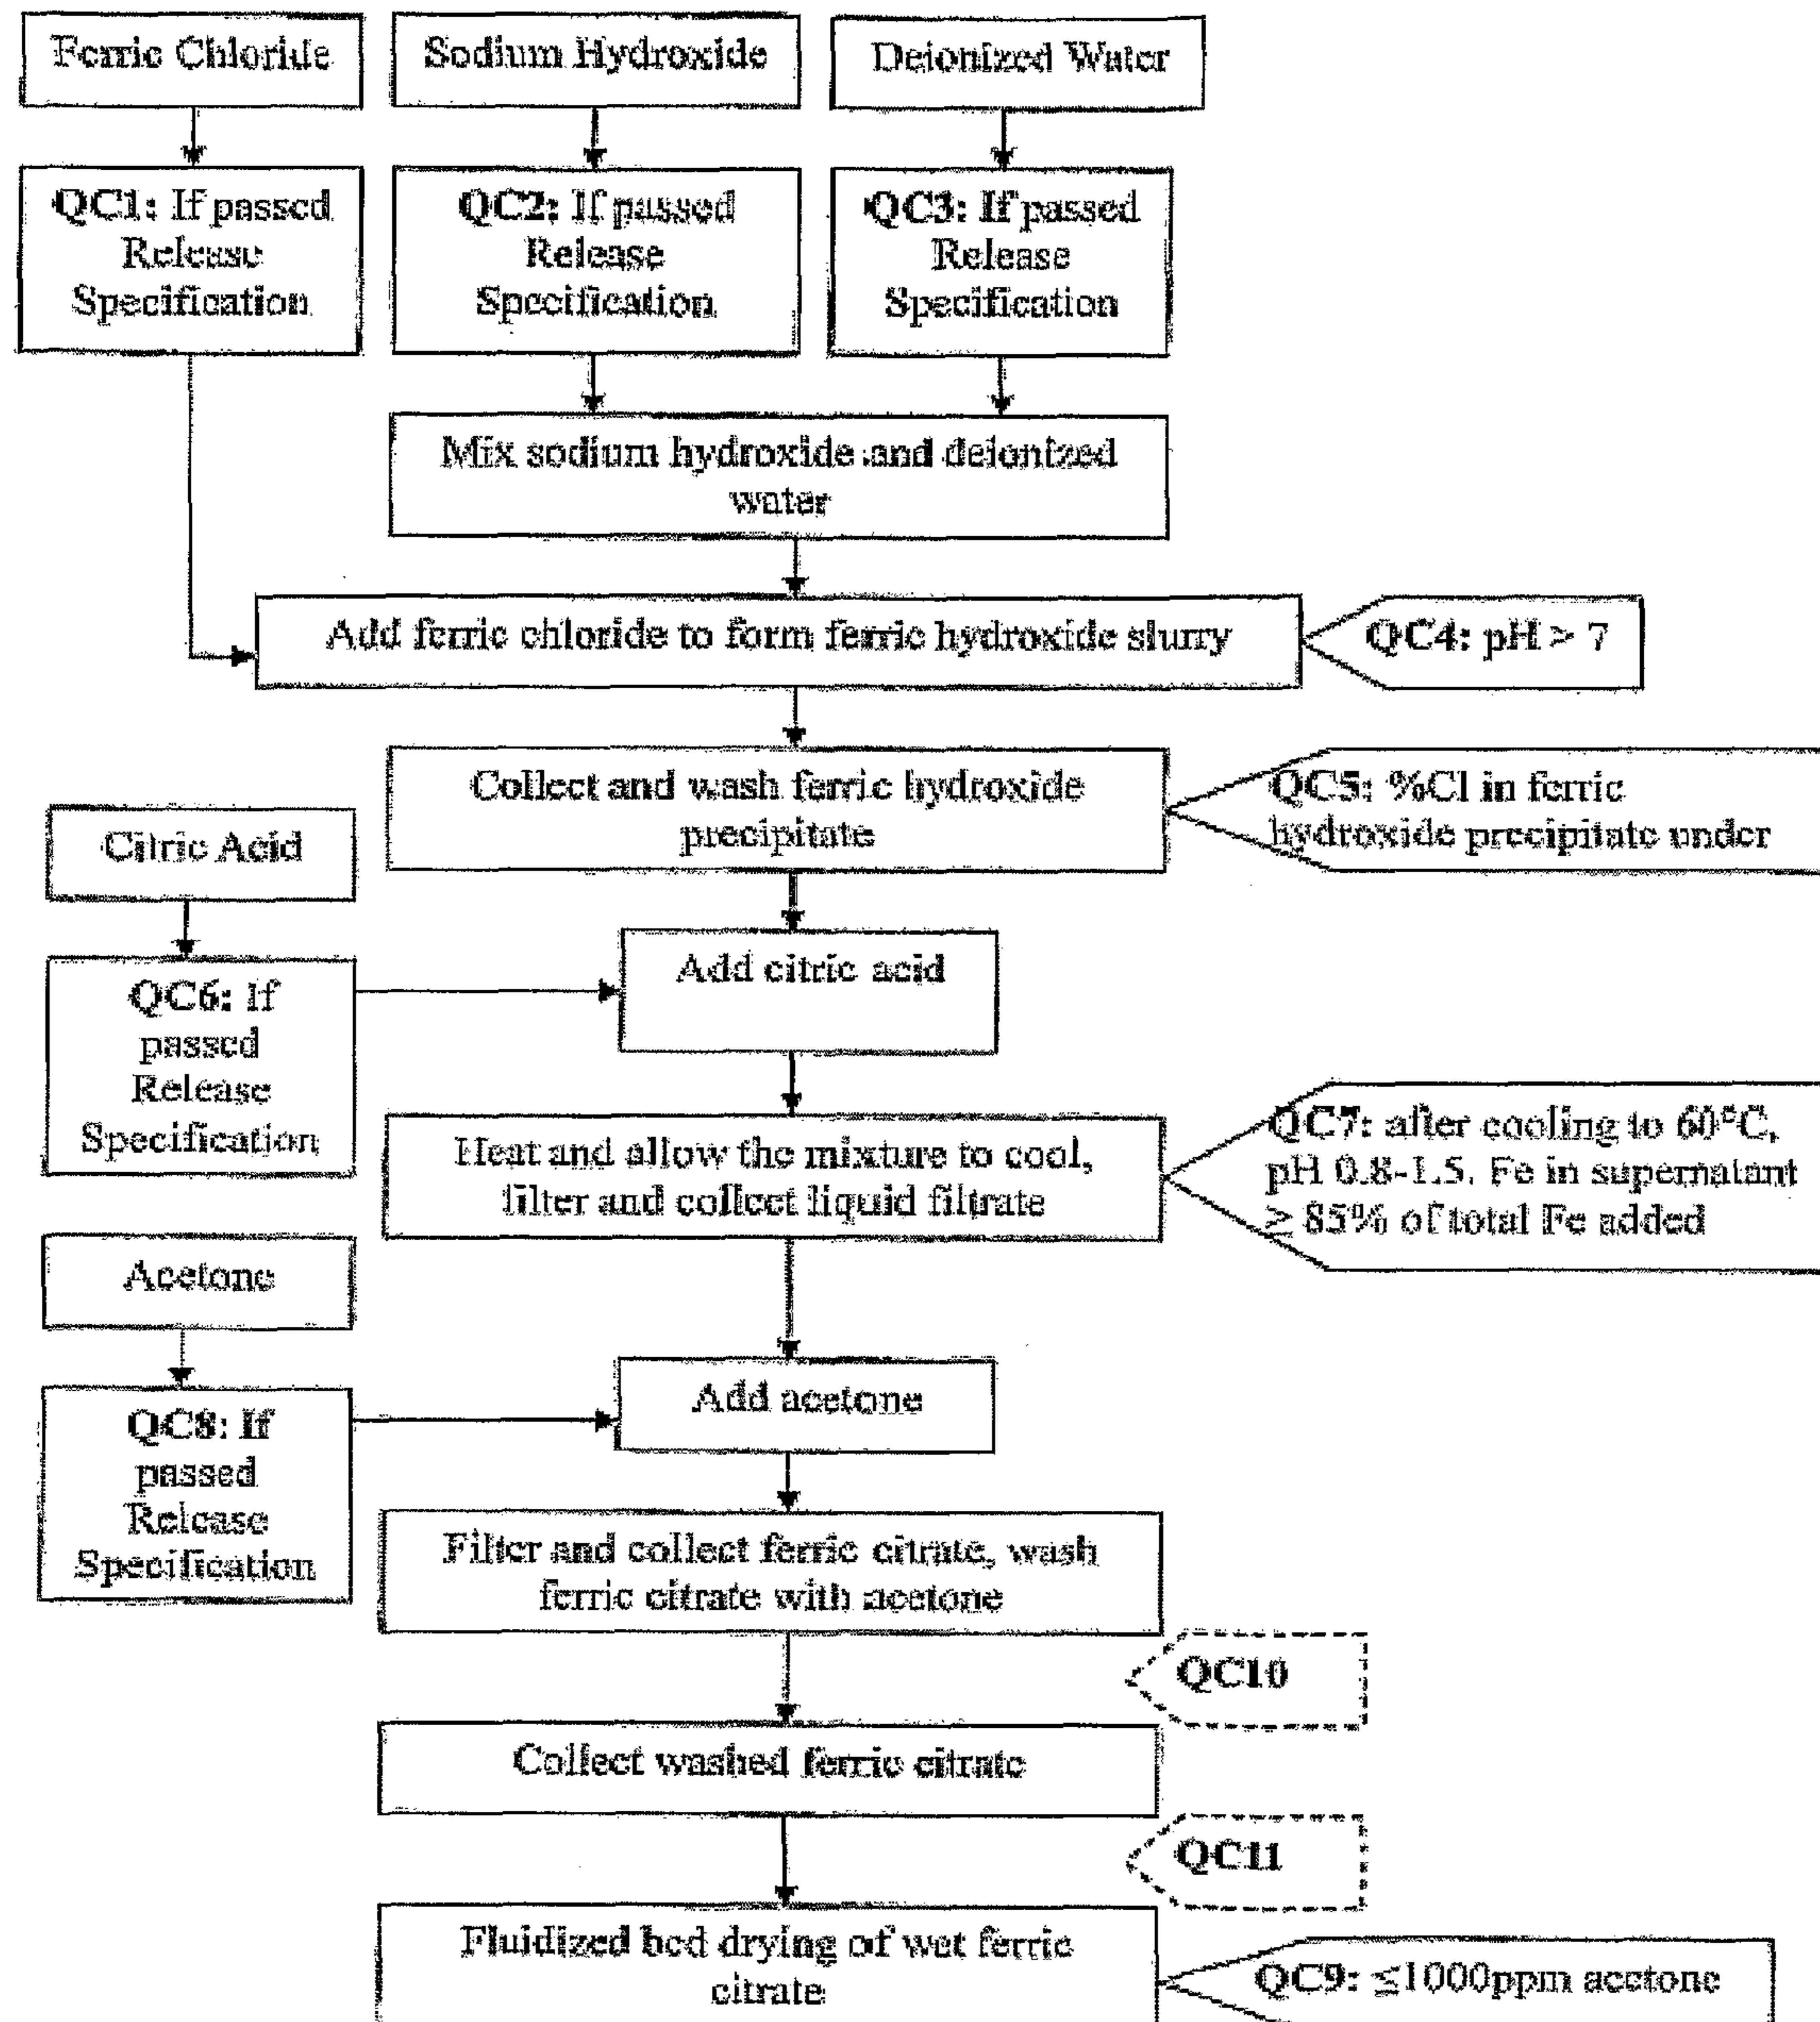 Ferric Chloride
Sodium Hydroxide
Deionized Water
QC1: If passed
Release
Specification
QC2: If passed
Release
Specification
QC3: If passed
Release
Specification
Mix sodium hydroxide and deionized
water
Add ferric chloride to form ferric hydroxide slurry
QC4: pH > 7
Collect and wash ferric hydroxide
precipitate
QC5: %Cl in ferric
hydroxide precipitate under
Citric Acid
QC6: If
passed
Release
Specification
Add citric acid
Heat and allow the mixture to cool,
filter and collect liquid filtrate
QC7: after cooling to 60°C,
pH 0.8-1.5. Fe in supernatant
≥ 85% of total Fe added
Acetone
QC8: If
passed
Release
Specification
Add acetone
Filter and collect ferric citrate, wash
ferric citrate with acetone
QC10
Collect washed ferric citrate
QC11
Fluidized bed drying of wet ferric
citrate
QC9: ≤1000ppm acetone